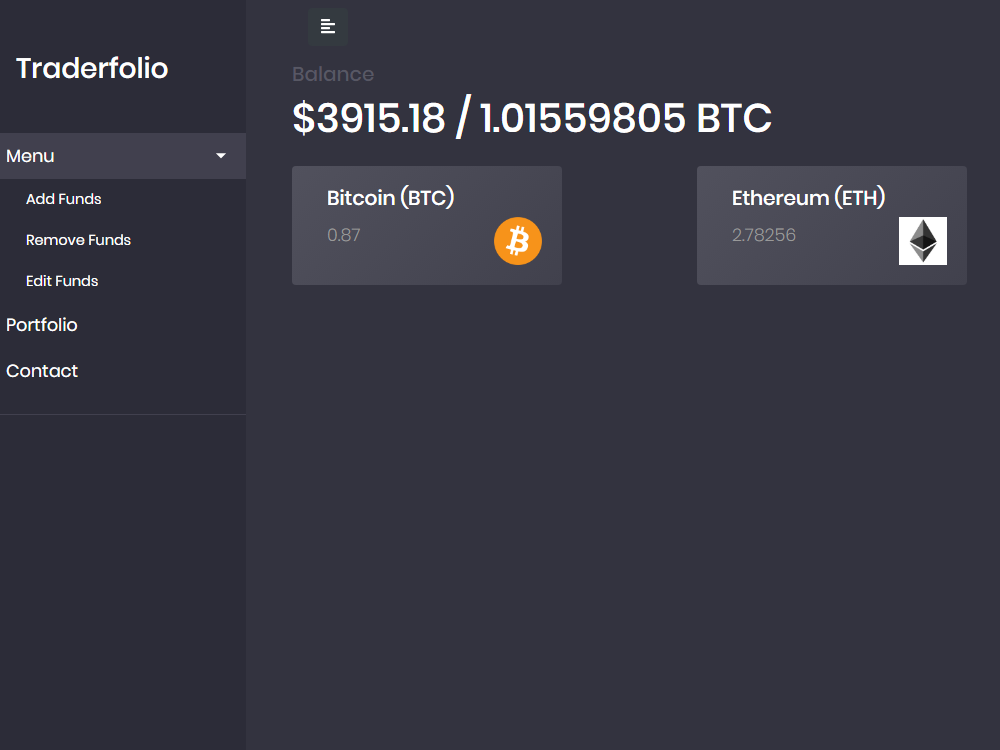 Traderfolio
Menu
Add Funds
Remove Funds
Edit Funds
Portfolio
Contact
Balance
$3915.18 / 1.01559805 BTC
Bitcoin (BTC)
0.87
Ethereum (ETH)
2.78256